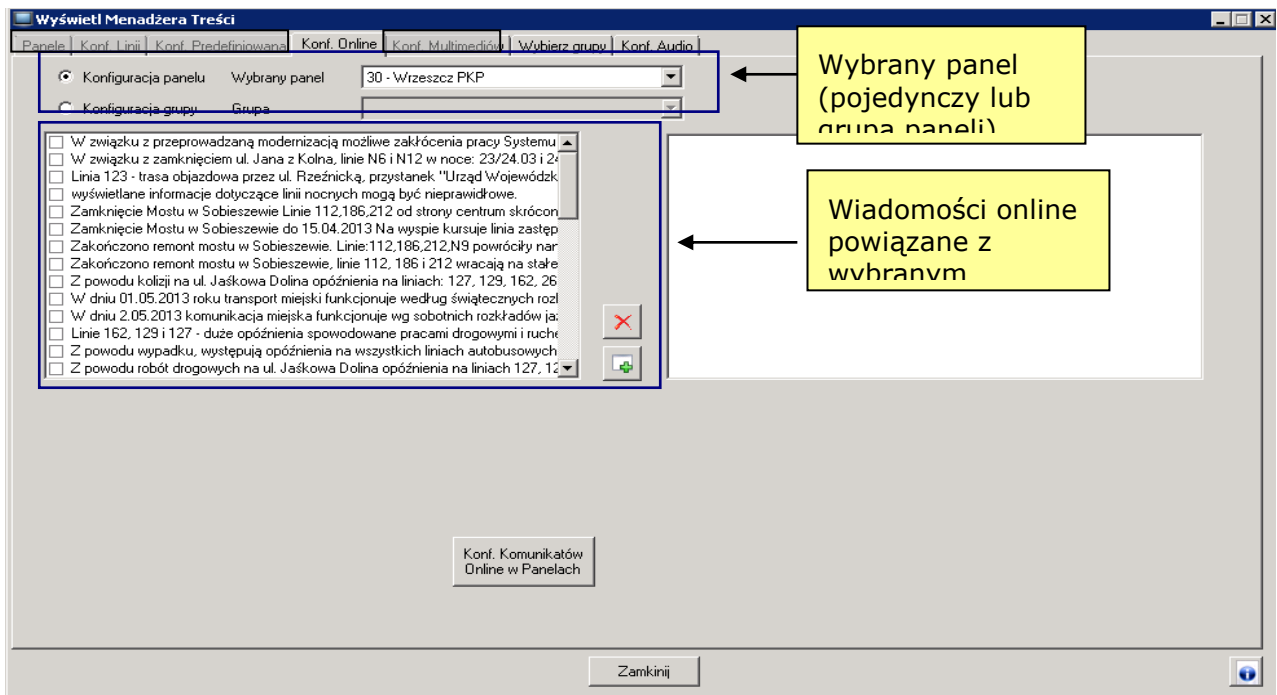 Wyświetl Menadżera Treści
Panele Konf. Linii Konf. Predefiniowana Konf. Online Konf. Multimediów Wybierz grupy Konf. Audio
Konfiguracja panelu Wybrany panel 30 - Wrzeszcz PKP
Konfiguracja grupy Grupa
Wybrany panel
(pojedynczy lub
grupa paneli)
W związku z przeprowadzaną modernizacją możliwe zakłócenia pracy Systemu
W związku z zamknięciem ul. Jana z Kolna, linie N6 i N12 w noce: 23/24.03 i 24
Linia 123 - trasa objazdowa przez ul. Rzeźnicką, przystanek "Urząd Wojewódzk
wyświetlane informacje dotyczące linii nocnych mogą być nieprawidłowe.
Zamknięcie Mostu w Sobieszewie Linie 112,186,212 od strony centrum skrócon
Zamknięcie Mostu w Sobieszewie do 15.04.2013 Na wyspie kursuje linia zastęp
Zakończono remont mostu w Sobieszewie. Linie:112,186,212,N9 powróciły nar
Zakończono remont mostu w Sobieszewie, linie 112, 186 i 212 wracają na stałe
Z powodu kolizji na ul. Jaśkowa Dolina opóźnienia na liniach: 127, 129, 162, 26
W dniu 01.05.2013 roku transport miejski funkcjonuje według świątecznych rozl
W dniu 2.05.2013 komunikacja miejska funkcjonuje wg sobotnich rozkładów ja
Linie 162, 129 i 127 - duże opóźnienia spowodowane pracami drogowymi i ruche
Z powodu wypadku, występują opóźnienia na wszystkich liniach autobusowych
Z powodu robót drogowych na ul. Jaśkowa Dolina opóźnienia na liniach 127, 12
Wiadomości online
powiązane z
wybranym
Konf. Komunikatów
Online w Panelach
Zamkinij